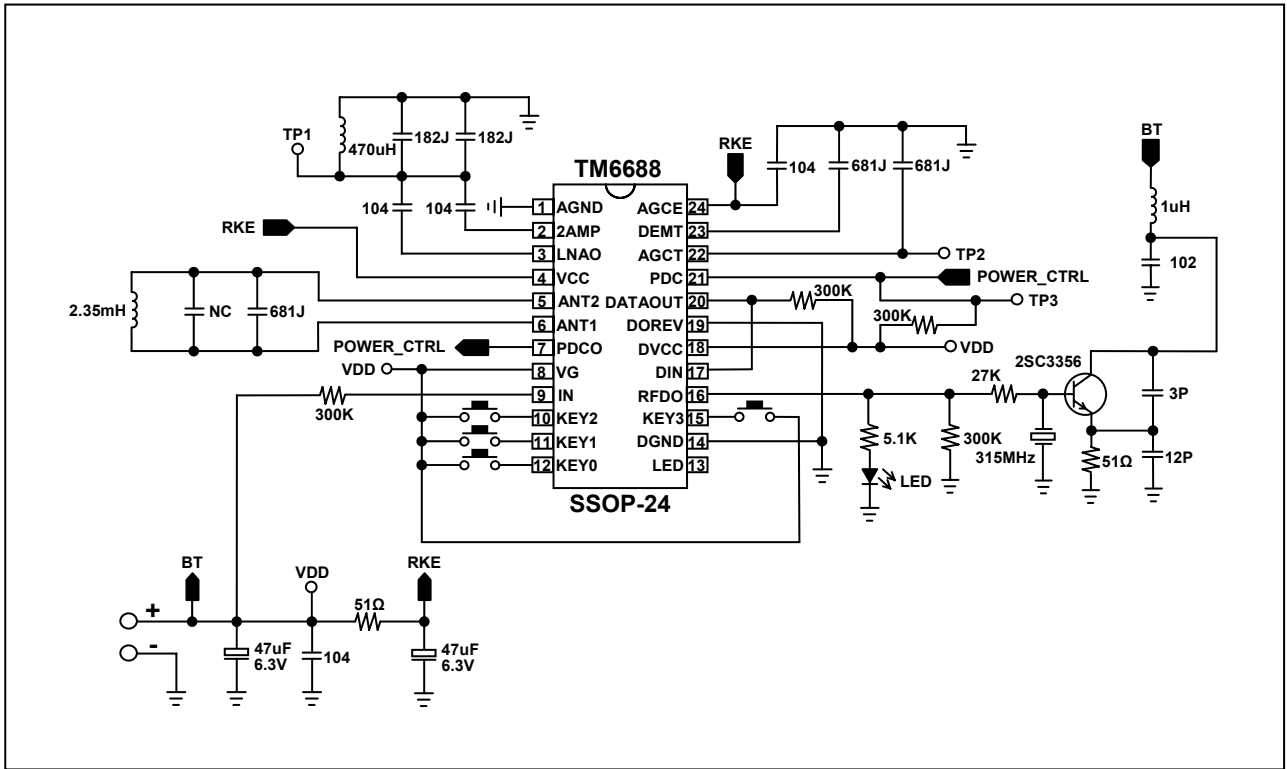 TP1
470uH
182J
182J
104
104
RKE
2.35mH
NC
681J
POWER_CTRL
VDD
300K
TM6688
1 AGND
2 2AMP
3 LNAO
4 VCC
5 ANT2
6 ANT1
7 PDCO
8 VG
9 IN
10 KEY2
11 KEY1
12 KEY0
AGCE 24
DEMT 23
AGCT 22
PDC 21
DATAOUT 20
DOREV 19
DVCC 18
DIN 17
RFDO 16
KEY3 15
DGND 14
LED 13
SSOP-24
RKE
104
681J
681J
TP2
POWER_CTRL
300K
TP3
300K
VDD
BT
1uH
102
2SC3356
27K
3P
5.1K
300K
315MHz
51Ω
12P
LED
BT
VDD
RKE
51Ω
+
-
47uF
6.3V
104
47uF
6.3V